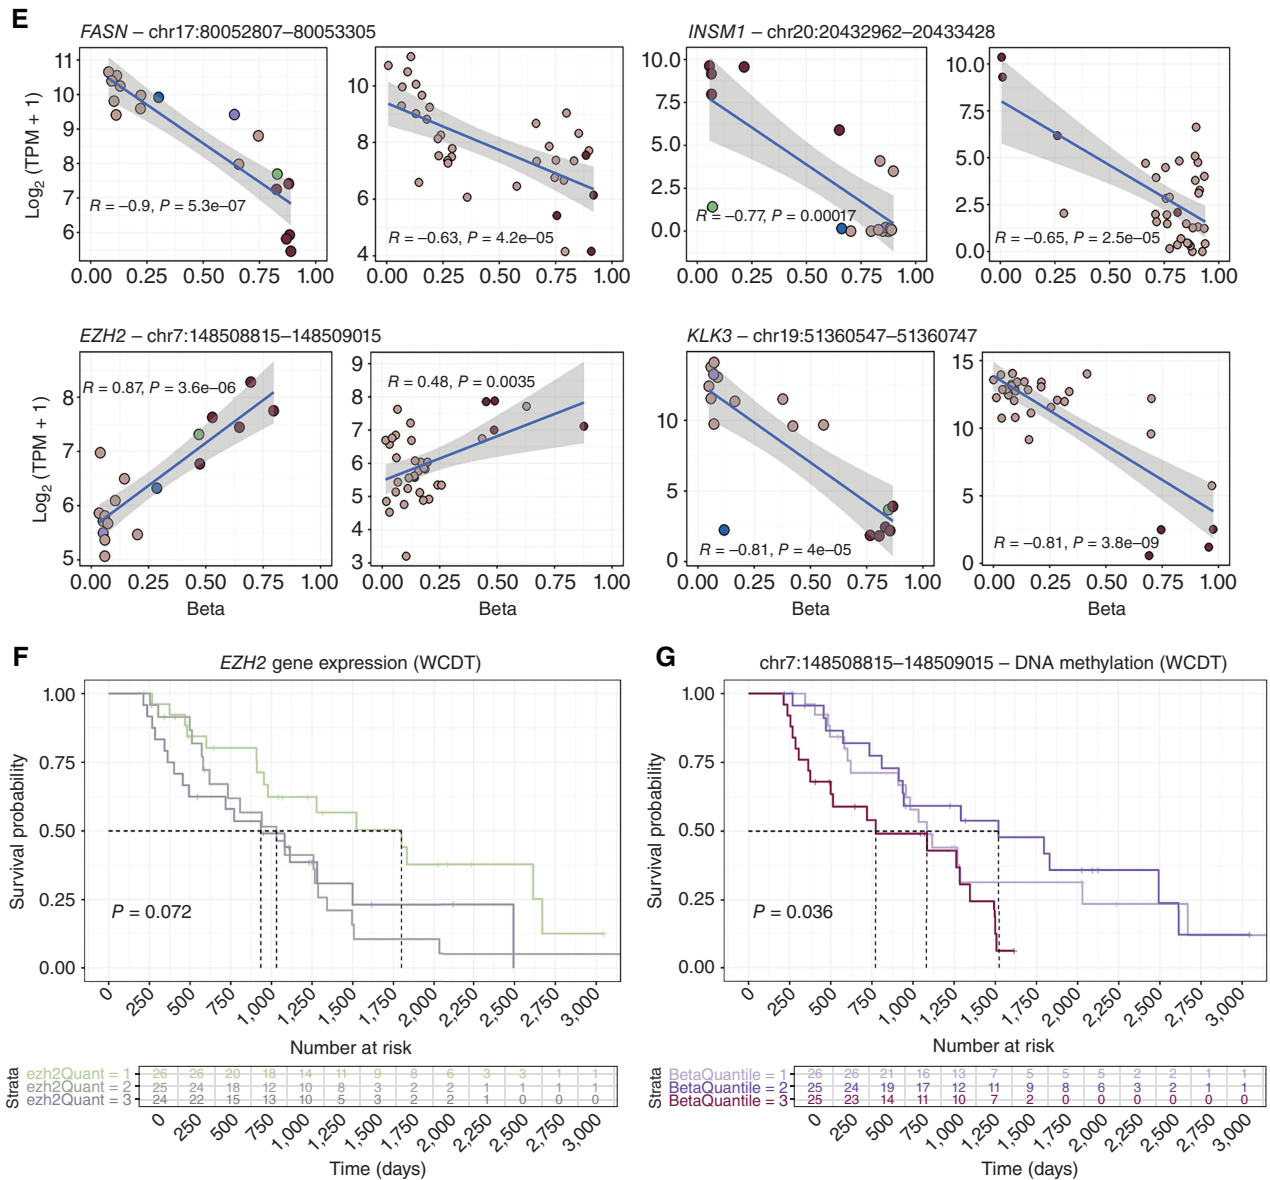 E
FASN – chr17:80052807–80053305
INSM1 – chr20:20432962–20433428
Log2 (TPM + 1)
11
10
9
8
7
6
R = –0.9, P = 5.3e–07
0.00 0.25 0.50 0.75 1.00
10
8
6
4
R = –0.63, P = 4.2e–05
0.00 0.25 0.50 0.75 1.00
10.0
7.5
5.0
2.5
0.0
R = –0.77, P = 0.00017
0.00 0.25 0.50 0.75 1.00
10.0
7.5
5.0
2.5
0.0
R = –0.65, P = 2.5e–05
0.00 0.25 0.50 0.75 1.00
EZH2 – chr7:148508815–148509015
KLK3 – chr19:51360547–51360747
Log2 (TPM + 1)
8
7
6
5
R = 0.87, P = 3.6e–06
0.00 0.25 0.50 0.75 1.00
Beta
9
8
7
6
5
4
3
R = 0.48, P = 0.0035
0.00 0.25 0.50 0.75 1.00
Beta
10
5
0
R = –0.81, P = 4e–05
0.00 0.25 0.50 0.75 1.00
Beta
15
10
5
0
R = –0.81, P = 3.8e–09
0.00 0.25 0.50 0.75 1.00
Beta
F
EZH2 gene expression (WCDT)
Survival probability
1.00
0.75
0.50
0.25
0.00
P = 0.072
0 250 500 750 1,000 1,250 1,500 1,750 2,000 2,250 2,500 2,750 3,000
Number at risk
Strata
ezh2Quant = 1 26 26 20 18 14 11 9 8 6 3 3 1 1
ezh2Quant = 2 25 24 18 12 10 8 3 2 2 1 1 1 1
ezh2Quant = 3 24 22 15 13 10 5 3 2 2 1 0 0 0
0 250 500 750 1,000 1,250 1,500 1,750 2,000 2,250 2,500 2,750 3,000
Time (days)
G
chr7:148508815–148509015 – DNA methylation (WCDT)
Survival probability
1.00
0.75
0.50
0.25
0.00
P = 0.036
0 250 500 750 1,000 1,250 1,500 1,750 2,000 2,250 2,500 2,750 3,000
Number at risk
Strata
BetaQuantile = 1 26 26 21 16 13 7 5 5 5 2 2 1 1
BetaQuantile = 2 25 24 19 17 12 11 9 8 6 3 2 1 1
BetaQuantile = 3 25 23 14 11 10 7 2 0 0 0 0 0 0
0 250 500 750 1,000 1,250 1,500 1,750 2,000 2,250 2,500 2,750 3,000
Time (days)